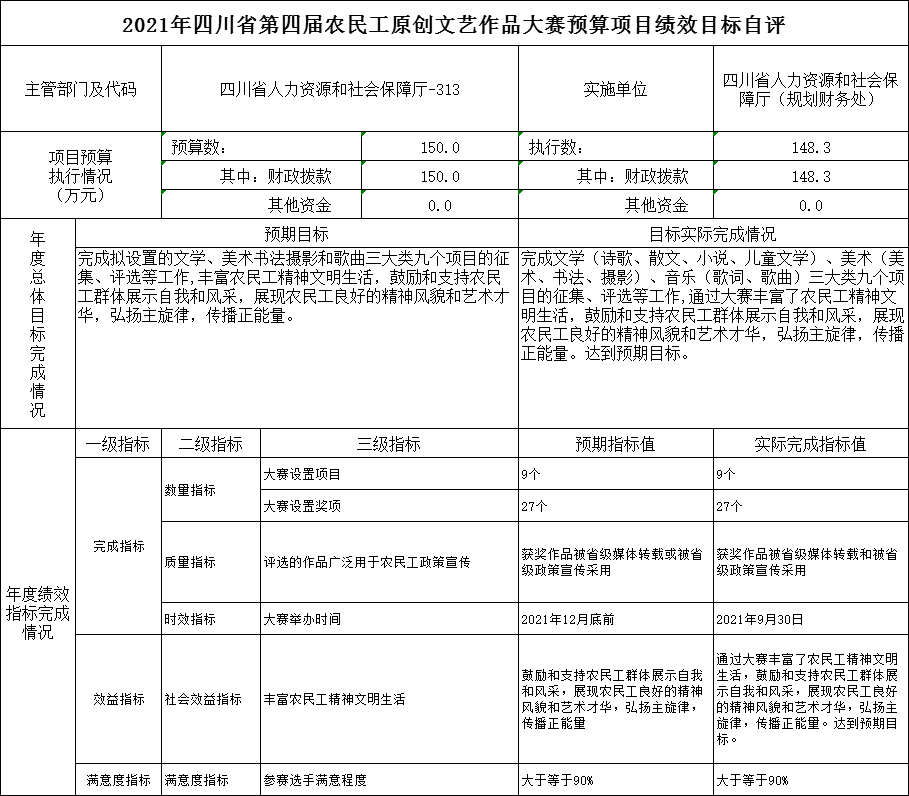 2021年四川省第四届农民工原创文艺作品大赛预算项目绩效目标自评
主管部门及代码
四川省人力资源和社会保障厅-313
实施单位
四川省人力资源和社会保
障厅（规划财务处）
项目预算
执行情况
（万元）
预算数：
150.0
执行数：
148.3
其中：财政拨款
150.0
其中：财政拨款
148.3
其他资金
0.0
其他资金
0.0
年
度
总
体
目
标
完
成
情
况
预期目标
目标实际完成情况
完成拟设置的文学、美术书法摄影和歌曲三大类九个项目的征
集、评选等工作,丰富农民工精神文明生活，鼓励和支持农民
工群体展示自我和风采，展现农民工良好的精神风貌和艺术才
华，弘扬主旋律，传播正能量。
完成文学（诗歌、散文、小说、儿童文学）、美术（美
术、书法、摄影）、音乐（歌词、歌曲）三大类九个项
目的征集、评选等工作,通过大赛丰富了农民工精神文
明生活，鼓励和支持农民工群体展示自我和风采，展现
农民工良好的精神风貌和艺术才华，弘扬主旋律，传播
正能量。达到预期目标。
年度绩效
指标完成
情况
一级指标
二级指标
三级指标
预期指标值
实际完成指标值
完成指标
数量指标
大赛设置项目
9个
9个
大赛设置奖项
27个
27个
质量指标
评选的作品广泛用于农民工政策宣传
获奖作品被省级媒体转载或被省
级政策宣传采用
获奖作品被省级媒体转载和被省
级政策宣传采用
时效指标
大赛举办时间
2021年12月底前
2021年9月30日
效益指标
社会效益指标
丰富农民工精神文明生活
鼓励和支持农民工群体展示自我
和风采，展现农民工良好的精神
风貌和艺术才华，弘扬主旋律，
传播正能量
通过大赛丰富了农民工精神文明
生活，鼓励和支持农民工群体展
示自我和风采，展现农民工良好
的精神风貌和艺术才华，弘扬主
旋律，传播正能量。达到预期目
标。
满意度指标
满意度指标
参赛选手满意程度
大于等于90%
大于等于90%